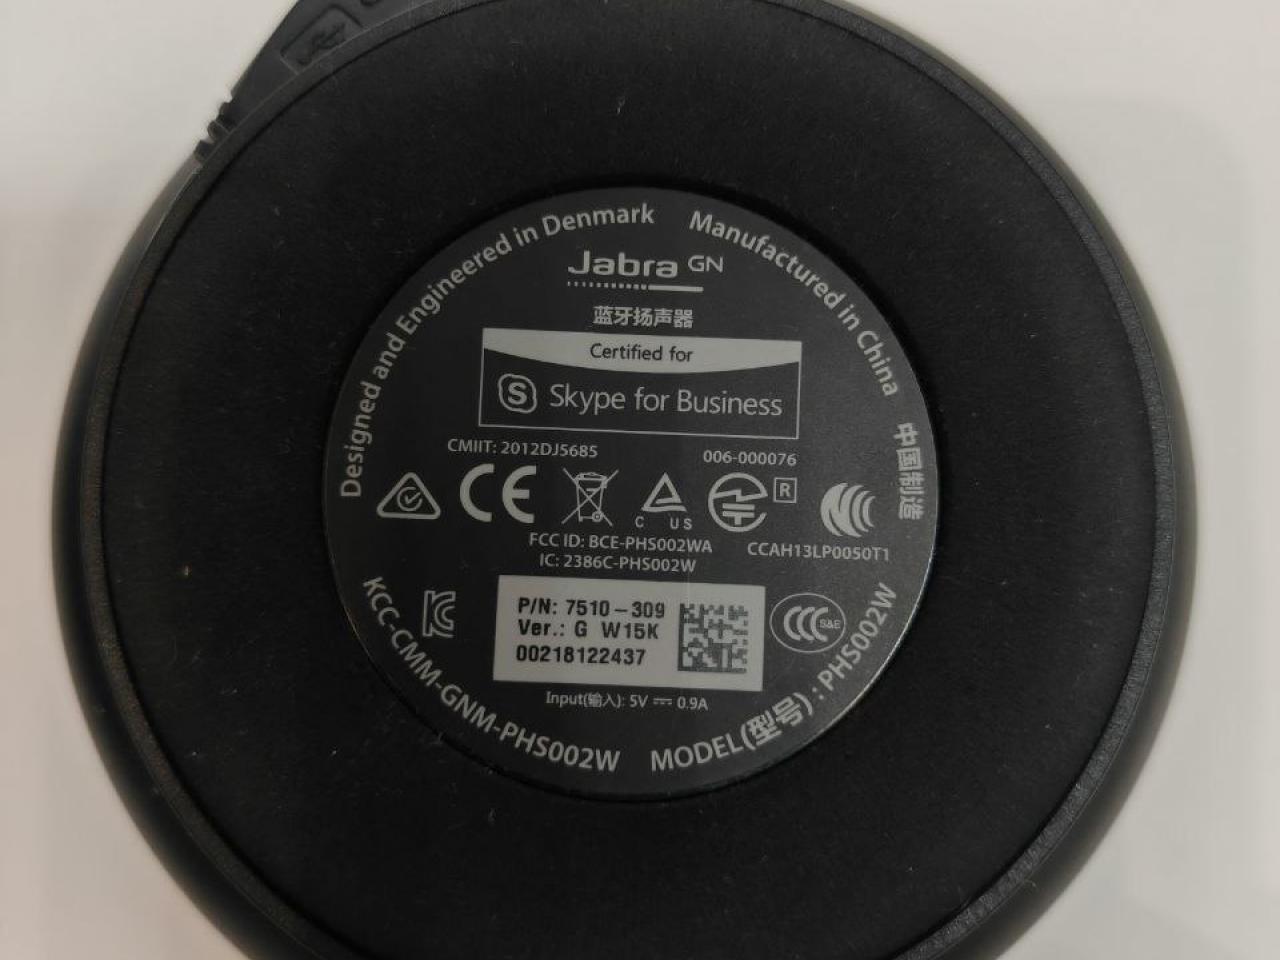 Designed and Engineered in Denmark
Manufactured in China
中国制造
Jabra GN
蓝牙扬声器
Certified for
S Skype for Business
CMIIT: 2012DJ5685
006-000076
CE
C US
R
FCC ID: BCE-PHS002WA
CCAH13LP0050T1
IC: 2386C-PHS002W
P/N: 7510-309
Ver.: G W15K
00218122437
CCC S&E
Input(输入): 5V 0.9A
KCC-CMM-GNM-PHS002W
MODEL(型号): PHS002W